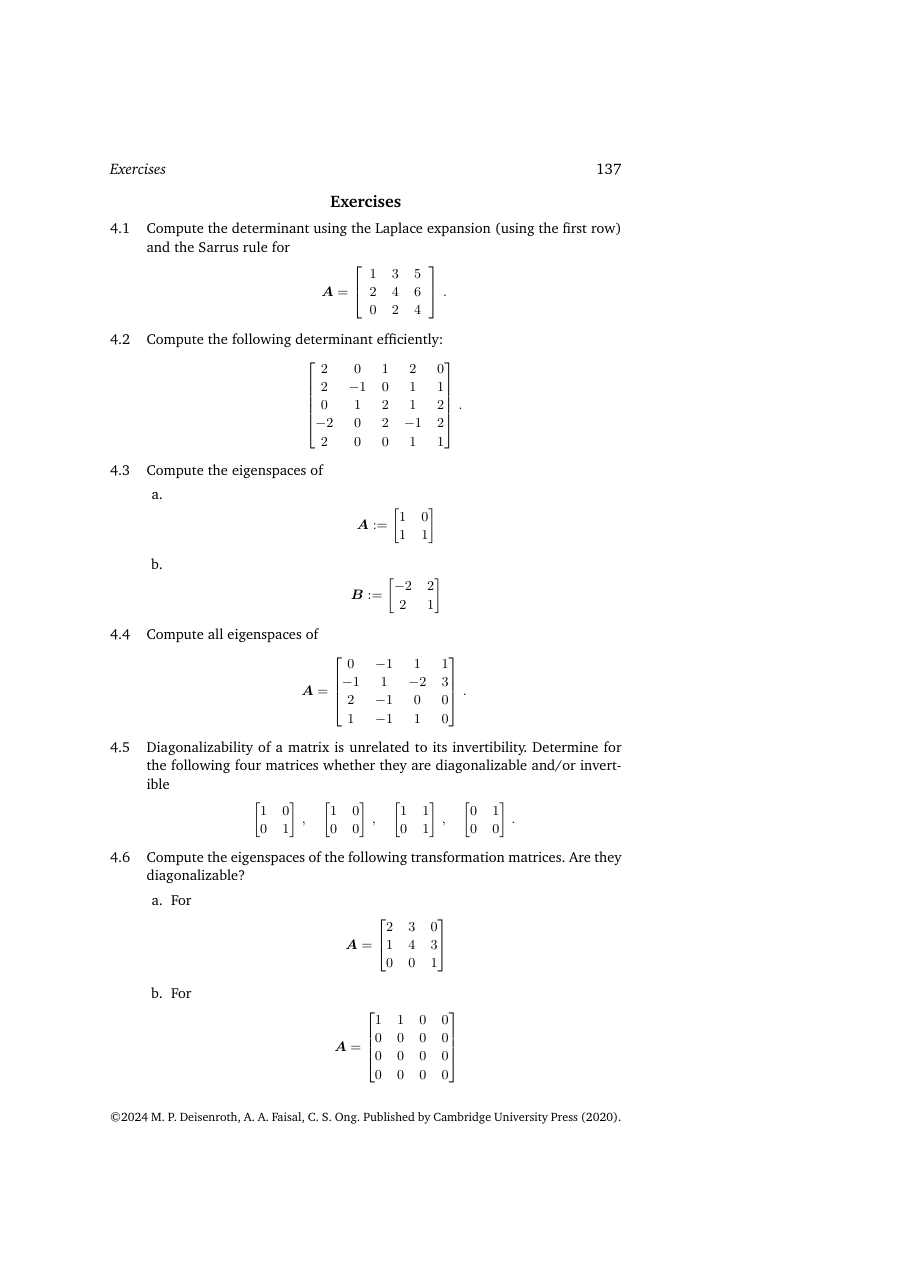 Exercises 137
Exercises
4.1 Compute the determinant using the Laplace expansion (using the first row)
and the Sarrus rule for
A = [ 1 3 5
2 4 6
0 2 4 ] .
4.2 Compute the following determinant efficiently:
[ 2 0 1 2 0
2 −1 0 1 1
0 1 2 1 2
−2 0 2 −1 2
2 0 0 1 1 ] .
4.3 Compute the eigenspaces of
a.
A := [ 1 0
1 1 ]
b.
B := [ −2 2
2 1 ]
4.4 Compute all eigenspaces of
A = [ 0 −1 1 1
−1 1 −2 3
2 −1 0 0
1 −1 1 0 ] .
4.5 Diagonalizability of a matrix is unrelated to its invertibility. Determine for
the following four matrices whether they are diagonalizable and/or invert-
ible
[ 1 0 ] , [ 1 0 ] , [ 1 1 ] , [ 0 1 ] .
[ 0 1 ] [ 0 0 ] [ 0 1 ] [ 0 0 ]
4.6 Compute the eigenspaces of the following transformation matrices. Are they
diagonalizable?
a. For
A = [ 2 3 0
1 4 3
0 0 1 ]
b. For
A = [ 1 1 0 0
0 0 0 0
0 0 0 0
0 0 0 0 ]
©2024 M. P. Deisenroth, A. A. Faisal, C. S. Ong. Published by Cambridge University Press (2020).